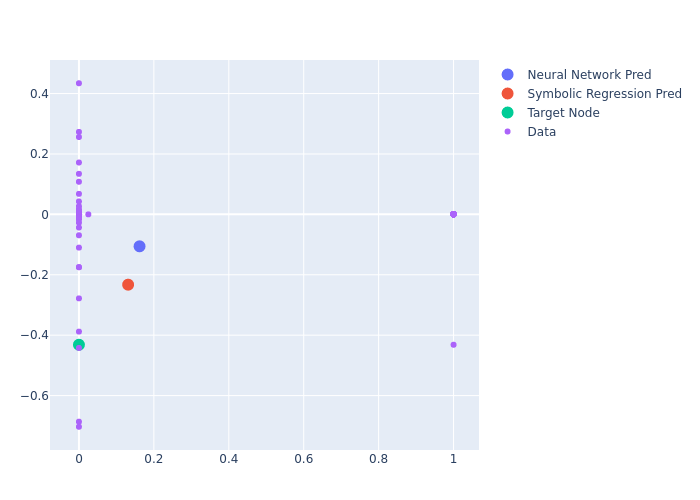 Neural Network Pred
Symbolic Regression Pred
Target Node
Data
0.4
0.2
0
−0.2
−0.4
−0.6
0 0.2 0.4 0.6 0.8 1